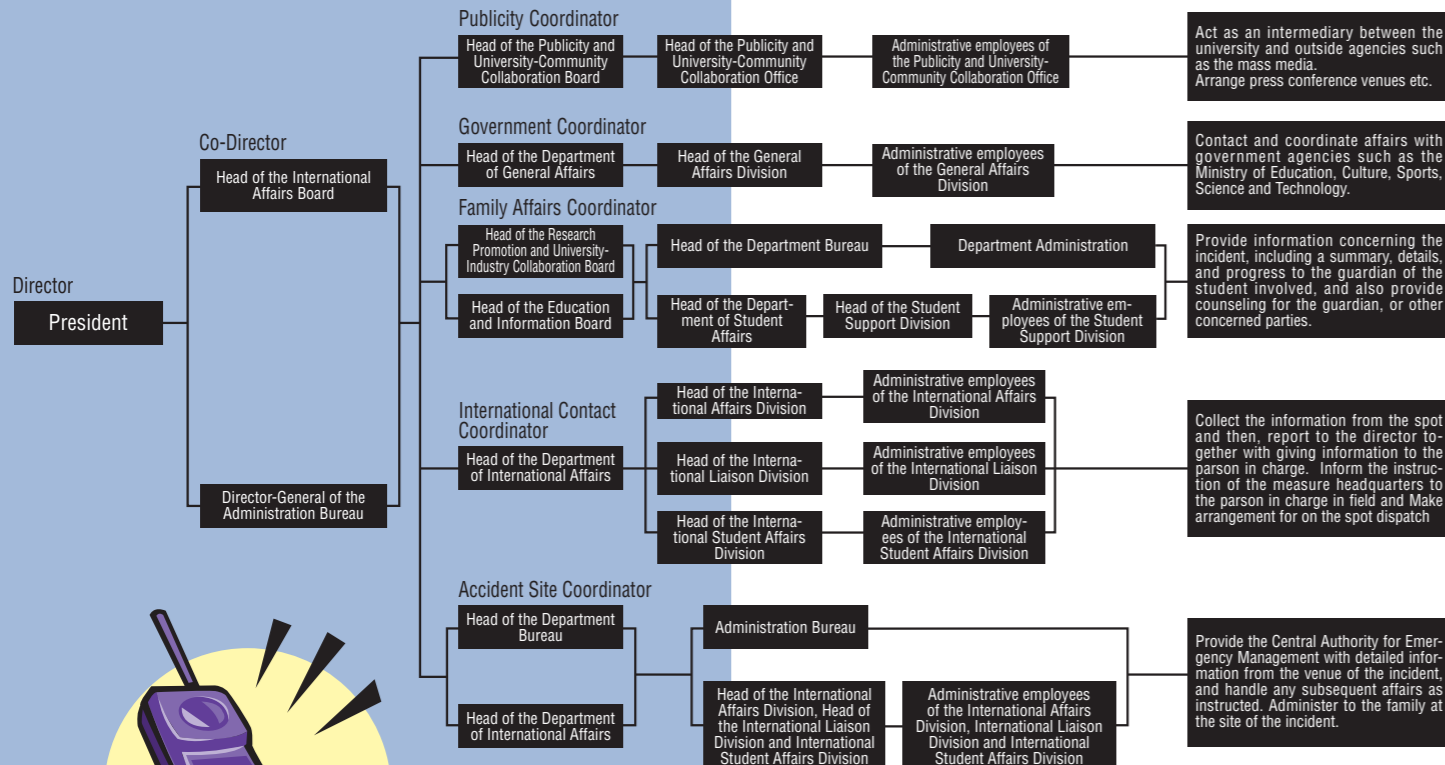 Publicity Coordinator
Head of the Publicity and
University-Community
Collaboration Board
Head of the Publicity and
University-Community
Collaboration Office
Administrative employees of
the Publicity and University-
Community Collaboration Office
Act as an intermediary between the
university and outside agencies such
as the mass media.
Arrange press conference venues etc.
Government Coordinator
Head of the Department
of General Affairs
Head of the General
Affairs Division
Administrative employees
of the General Affairs
Division
Contact and coordinate affairs with
government agencies such as the
Ministry of Education, Culture, Sports,
Science and Technology.
Co-Director
Head of the International
Affairs Board
Family Affairs Coordinator
Head of the Research
Promotion and University-
Industry Collaboration Board
Head of the Department Bureau
Department Administration
Head of the Education
and Information Board
Head of the Depart-
ment of Student
Affairs
Head of the Student
Support Division
Administrative em-
ployees of the Student
Support Division
Provide information concerning the
incident, including a summary, details,
and progress to the guardian of the
student involved, and also provide
counseling for the guardian, or other
concerned parties.
Director
President
International Contact
Coordinator
Head of the Department
of International Affairs
Head of the Interna-
tional Affairs Division
Administrative employees
of the International Affairs
Division
Head of the Interna-
tional Liaison Division
Administrative employees
of the International Liaison
Division
Head of the Interna-
tional Student Affairs
Division
Administrative employ-
ees of the International
Student Affairs Division
Collect the information from the spot
and then, report to the director to-
gether with giving information to the
parson in charge. Inform the instruc-
tion of the measure headquarters to
the parson in charge in field and Make
arrangement for on the spot dispatch
Director-General of the
Administration Bureau
Accident Site Coordinator
Head of the Department
Bureau
Administration Bureau
Head of the Department
of International Affairs
Head of the International
Affairs Division, Head of
the International Liaison
Division and International
Student Affairs Division
Administrative employees
of the International Affairs
Division, International Liaison
Division and International
Student Affairs Division
Provide the Central Authority for Emer-
gency Management with detailed infor-
mation from the venue of the incident,
and handle any subsequent affairs as
instructed. Administer to the family at
the site of the incident.